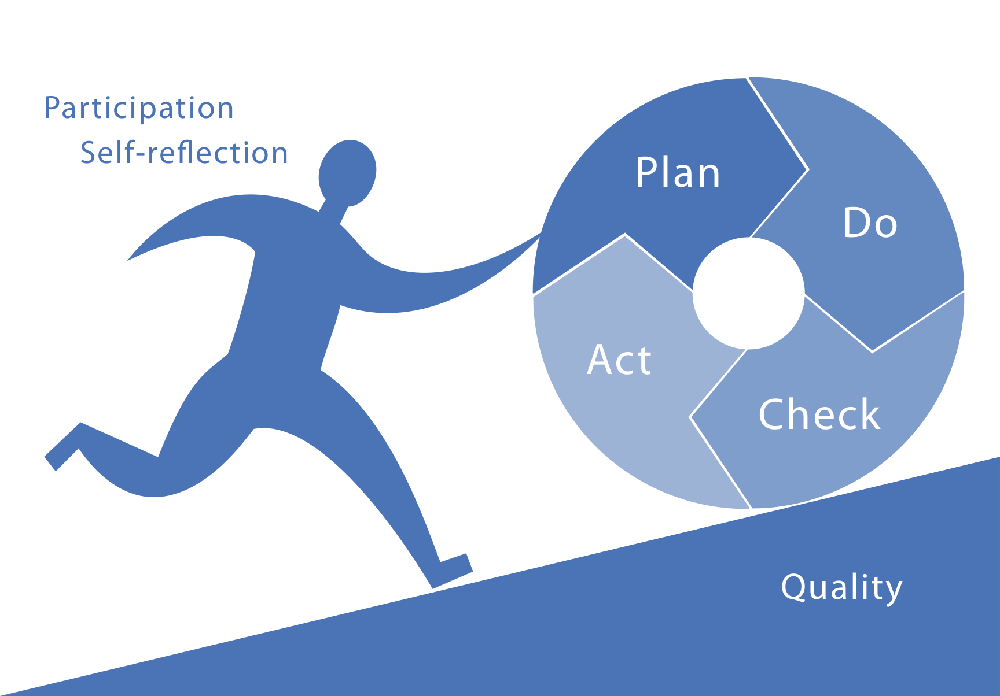 Participation
Self-reflection
Plan
Do
Check
Act
Quality